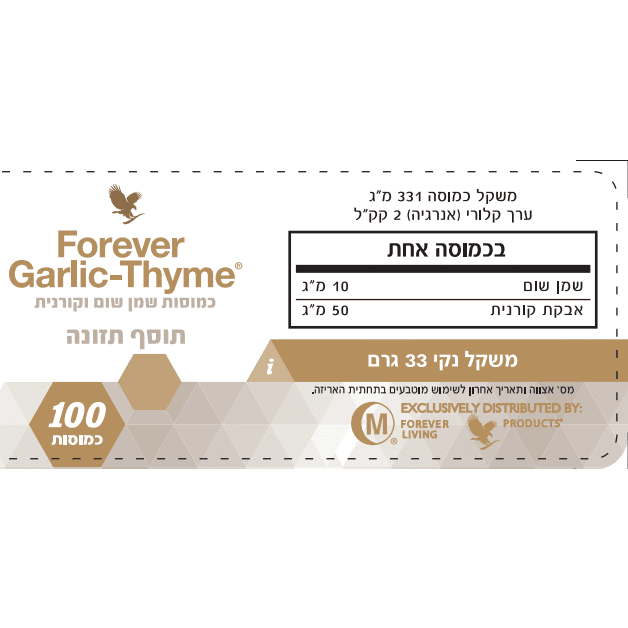 Forever
Garlic-Thyme®
כמוסות שמן שום וקורנית
תוסף תזונה
100
כמוסות
משקל כמוסה 331 מ"ג
ערך קלורי (אנרגיה) 2 קק"ל
בכמוסה אחת
שמן שום 10 מ"ג
אבקת קורנית 50 מ"ג
i
משקל נקי 33 גרם
מס' אצווה ותאריך אחרון לשימוש מוטבעים בתחתית האריזה.
EXCLUSIVELY DISTRIBUTED BY:
M®
FOREVER PRODUCTS®
LIVING